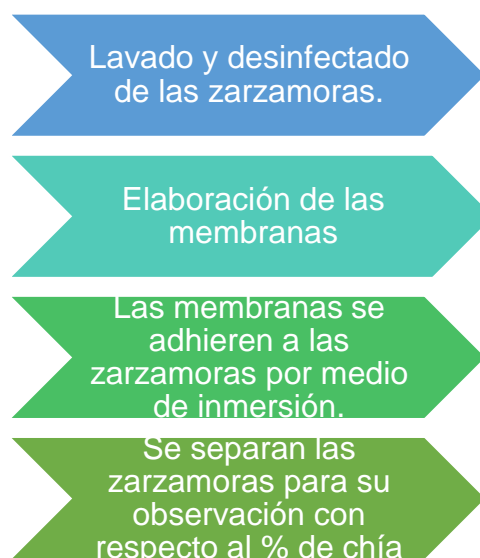 Lavado y desinfectado
de las zarzamoras.
Elaboración de las
membranas
Las membranas se
adhieren a las
zarzamoras por medio
de inmersión.
Se separan las
zarzamoras para su
observación con
respecto al % de chía